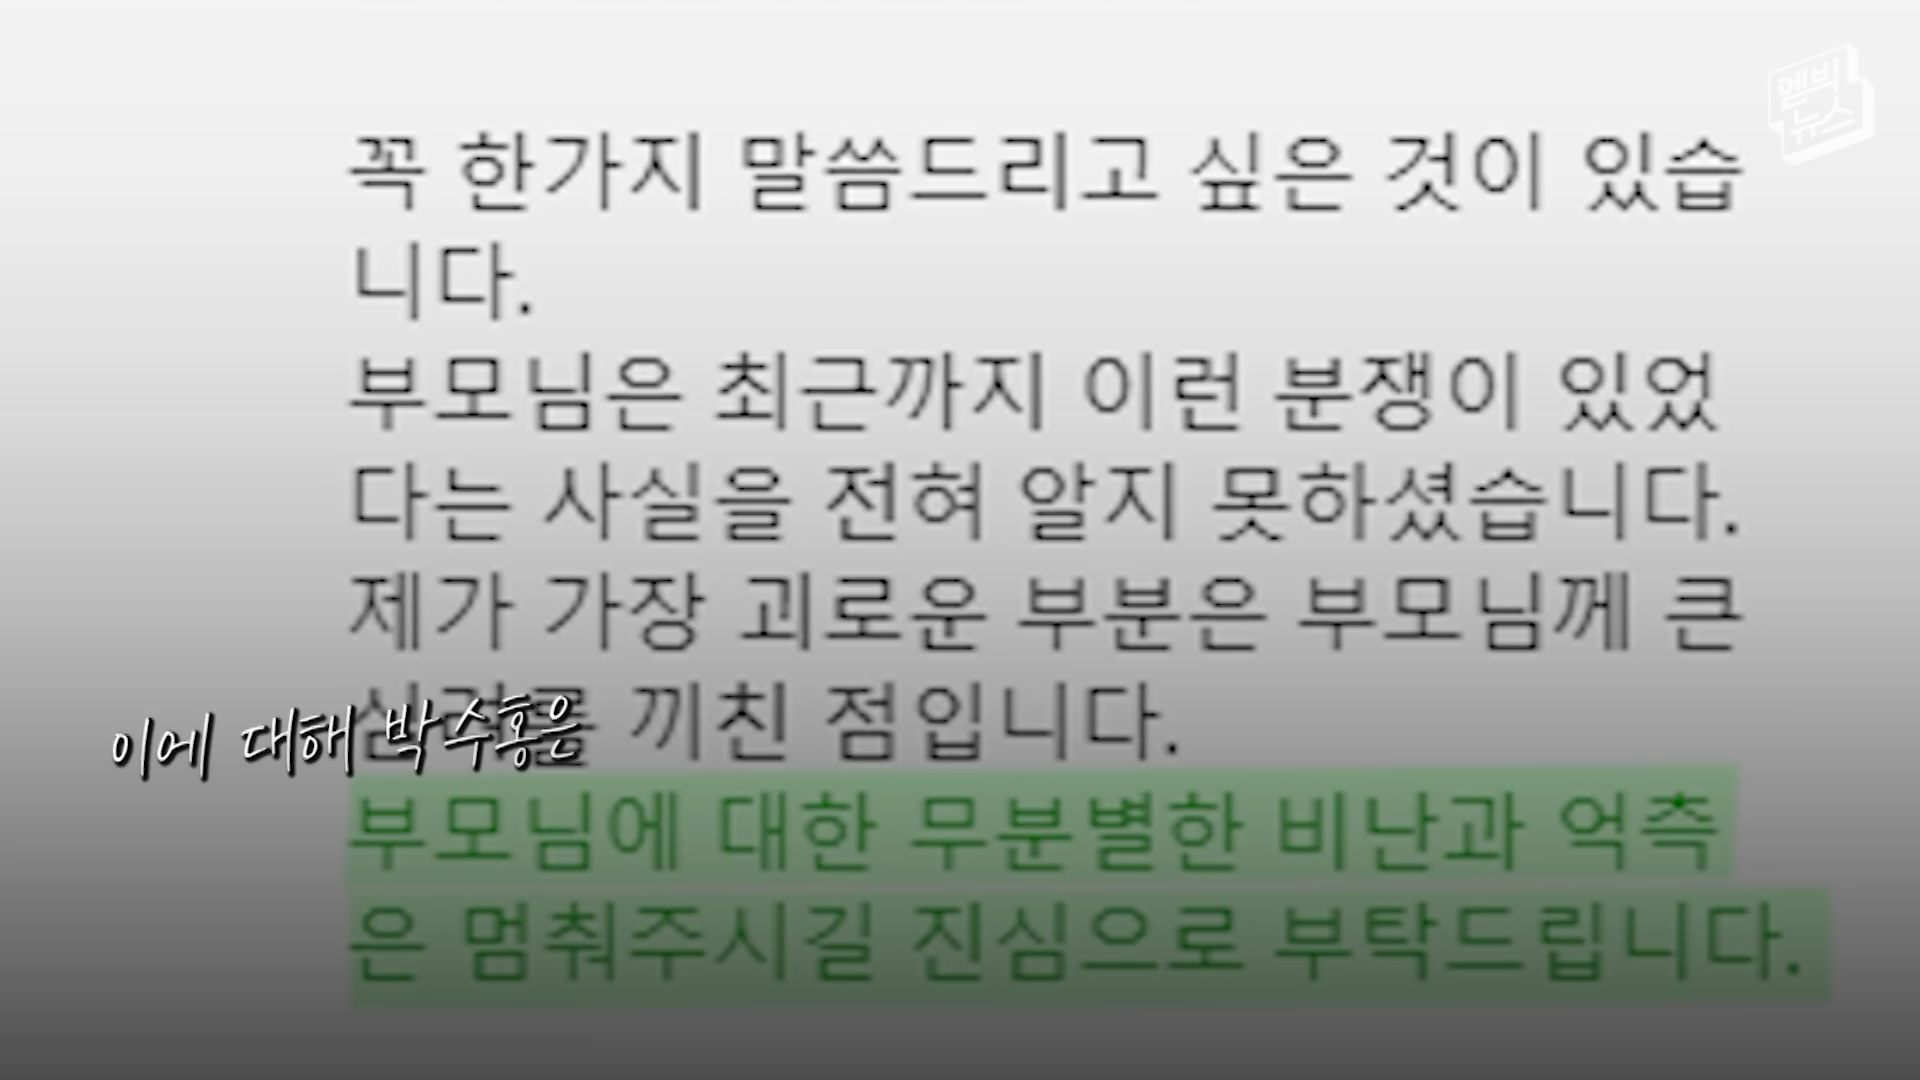 엠빅
뉴스
꼭 한가지 말씀드리고 싶은 것이 있습
니다.
부모님은 최근까지 이런 분쟁이 있었
다는 사실을 전혀 알지 못하셨습니다.
제가 가장 괴로운 부분은 부모님께 큰
끼친 점입니다.
이에 대해 박수홍은
부모님에 대한 무분별한 비난과 억측
은 멈춰주시길 진심으로 부탁드립니다.